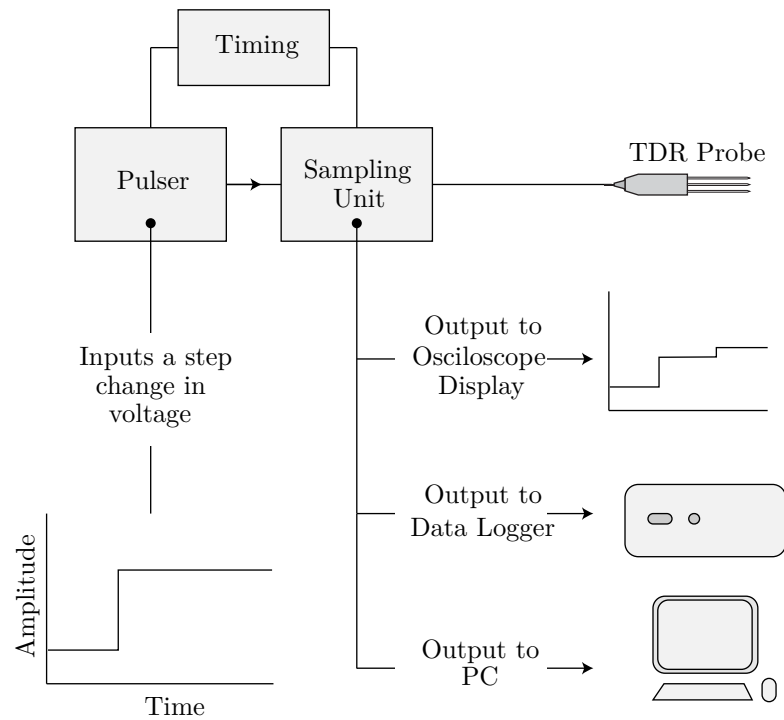 Timing
Pulser
Sampling
Unit
TDR Probe
Inputs a step
change in
voltage
Output to
Osciloscope
Display
Output to
Data Logger
Output to
PC
Amplitude
Time